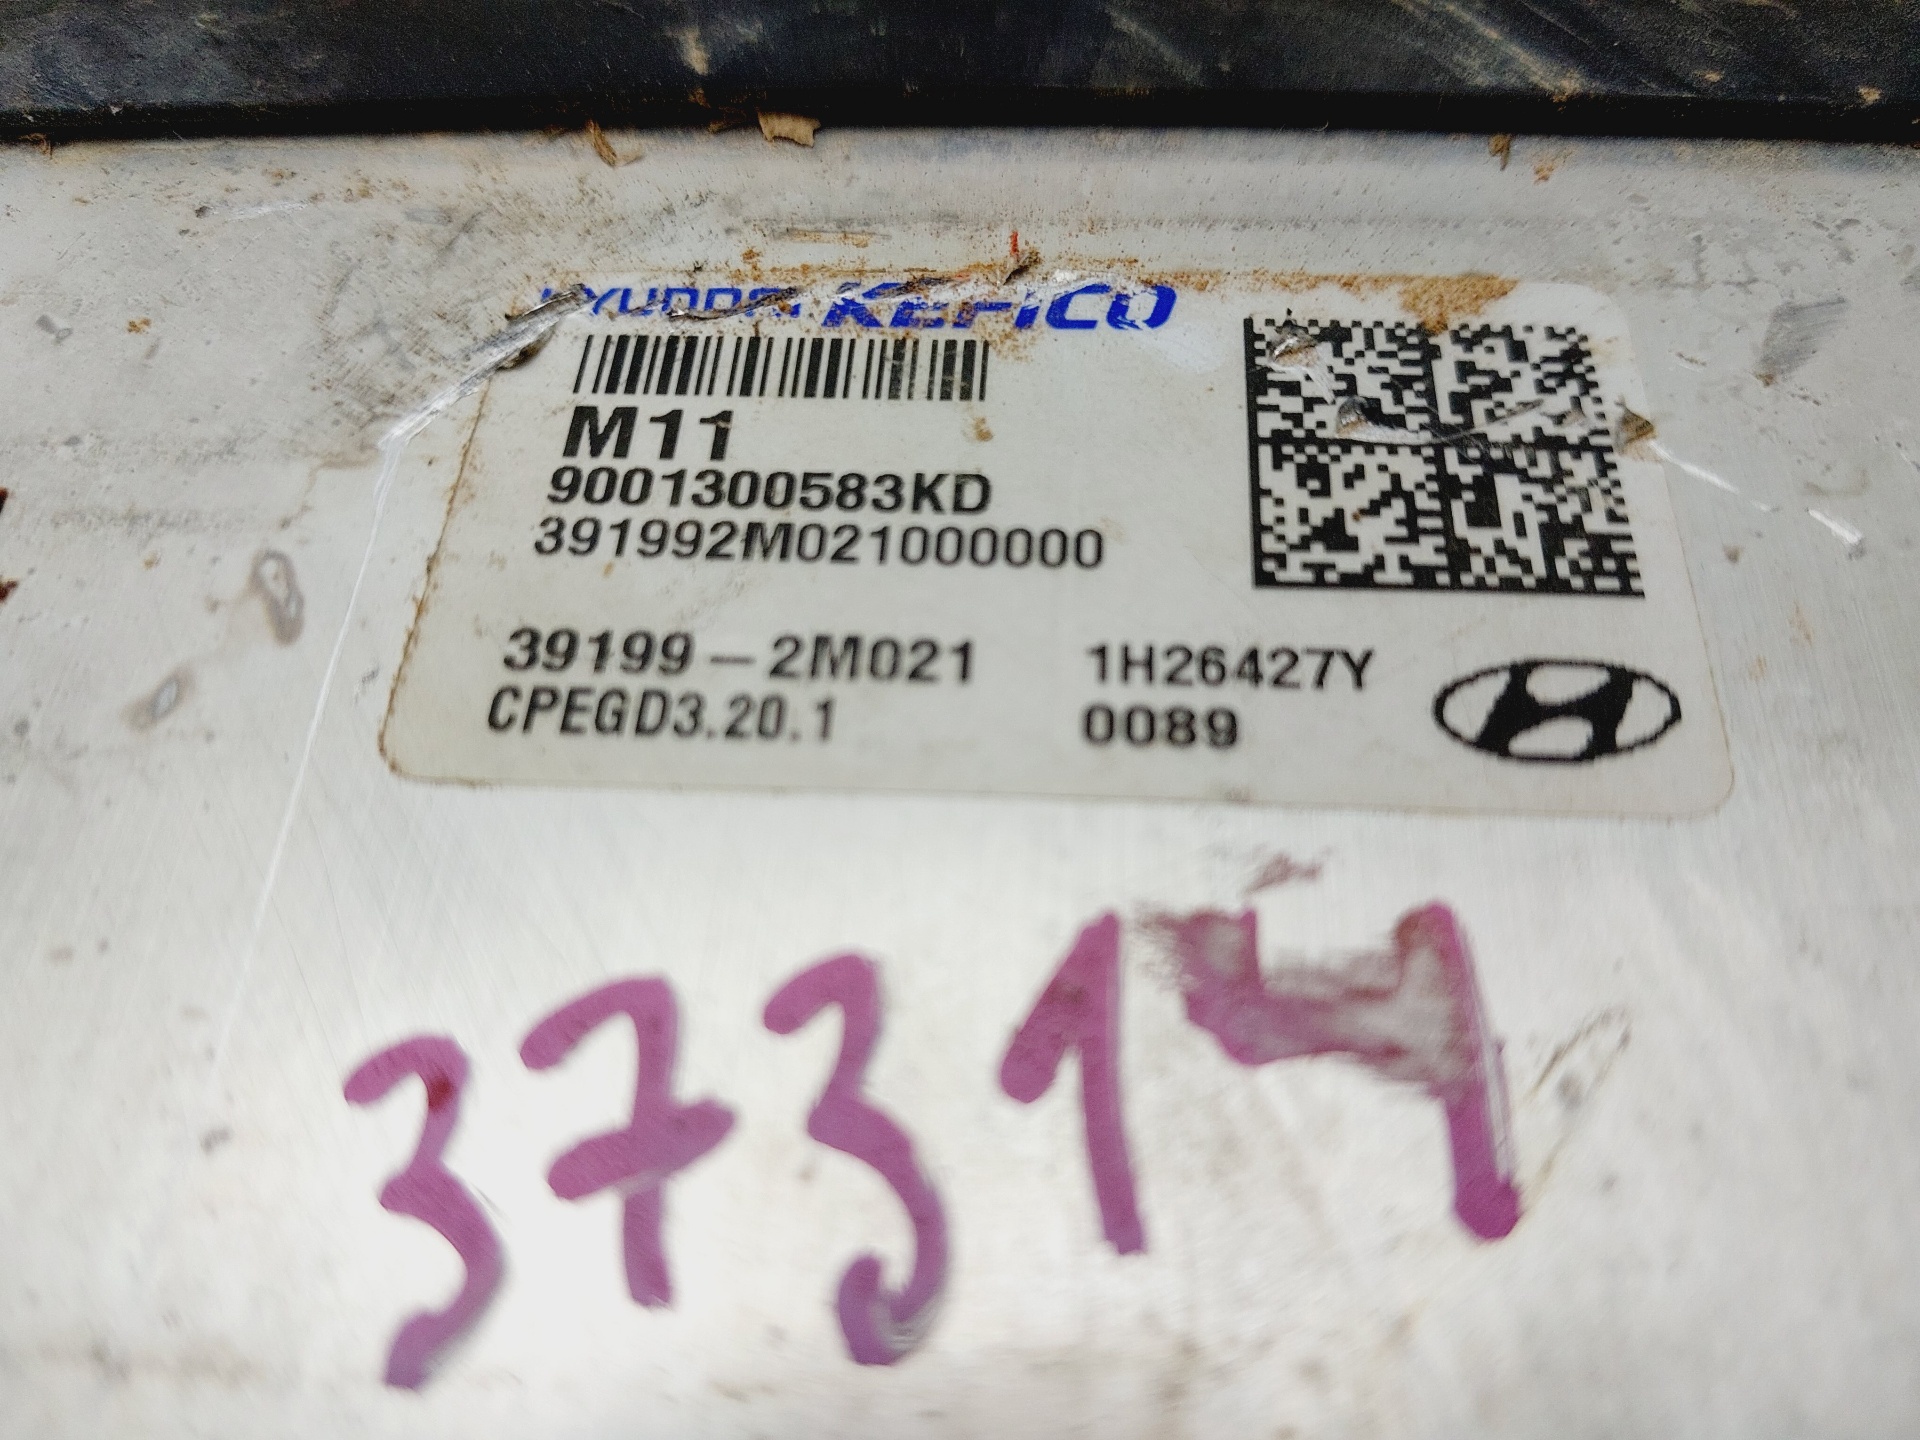 HYUNDAI KEFICO
M11
9001300583KD
391992M021000000
39199-2M021 1H26427Y
CPEGD3.20.1 0089
37314